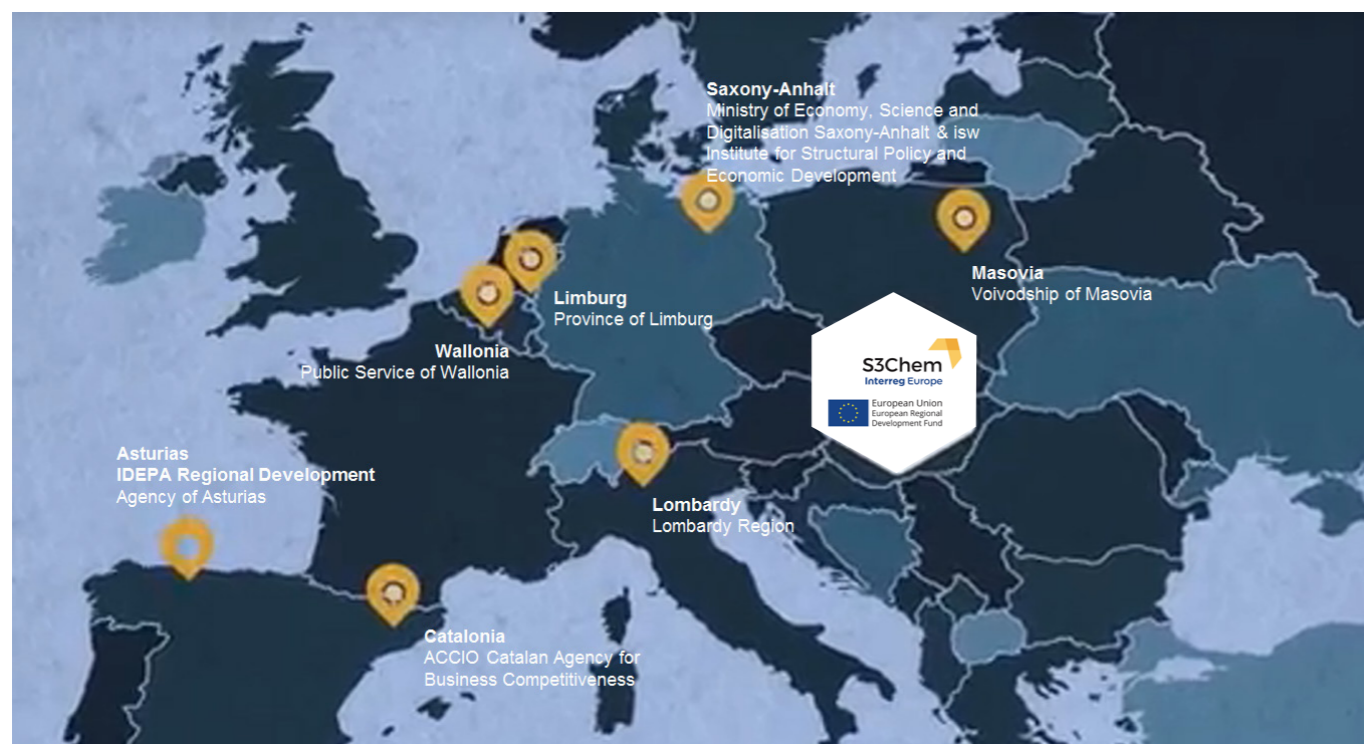 Saxony-Anhalt
Ministry of Economy, Science and
Digitalisation Saxony-Anhalt & isw
Institute for Structural Policy and
Economic Development
Masovia
Voivodship of Masovia
Limburg
Province of Limburg
Wallonia
Public Service of Wallonia
S3Chem
Interreg Europe
European Union
European Regional
Development Fund
Asturias
IDEPA Regional Development
Agency of Asturias
Lombardy
Lombardy Region
Catalonia
ACCIO Catalan Agency for
Business Competitiveness